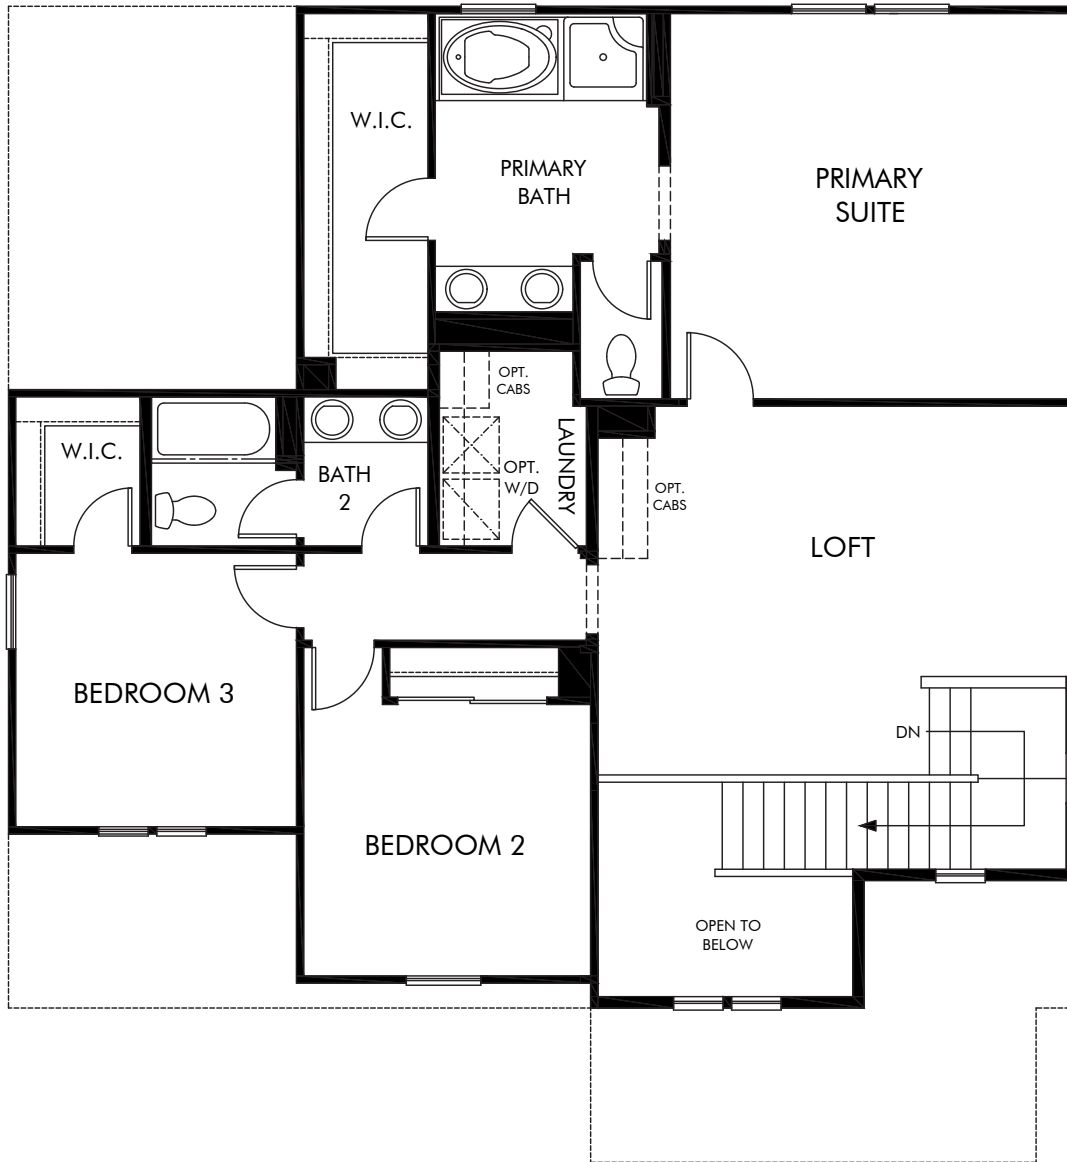 W.I.C.
PRIMARY
BATH
PRIMARY
SUITE
OPT.
CABS
W.I.C.
BATH
2
OPT.
W/D
LAUNDRY
OPT.
CABS
LOFT
BEDROOM 3
DN
BEDROOM 2
OPEN TO
BELOW